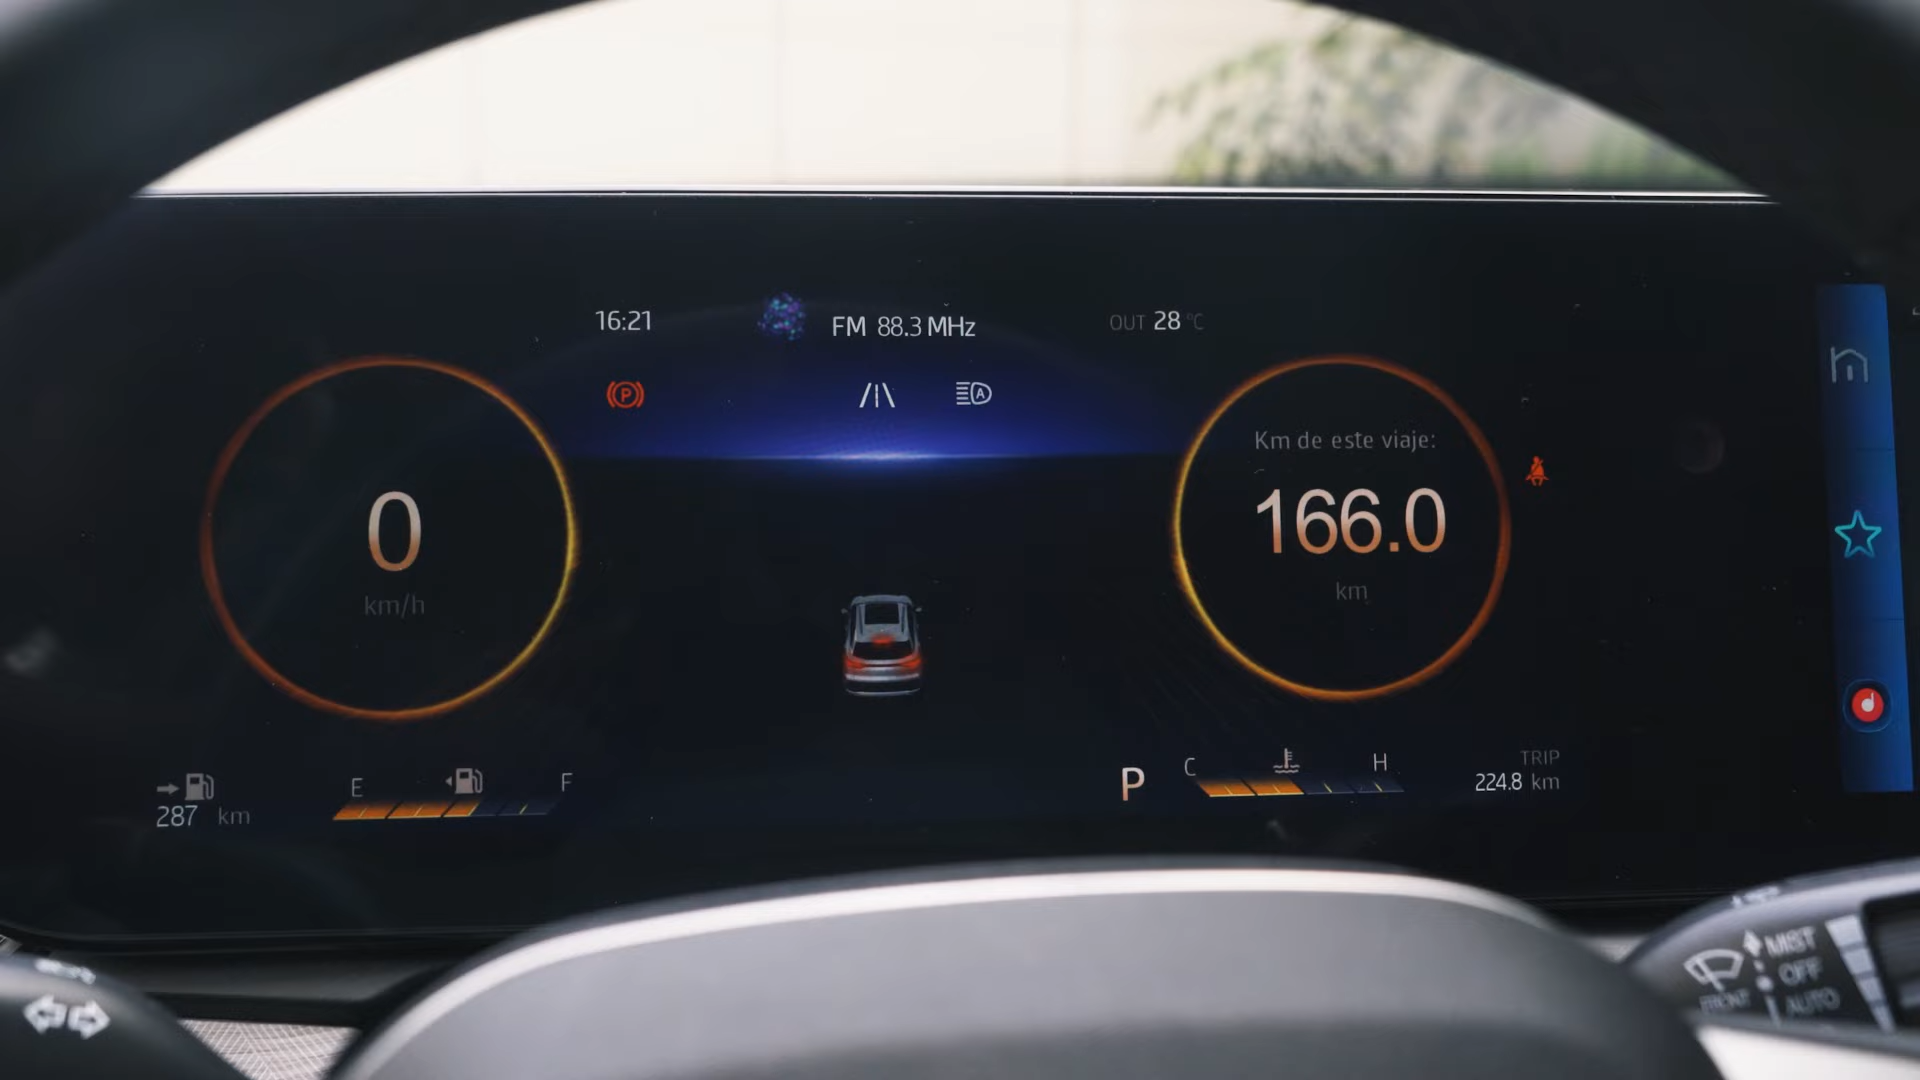 16:21
FM 88.3 MHz
OUT 28 °C
P
A
Km de este viaje:
0
166.0
km/h
km
E
F
287 km
P
C
H
TRIP
224.8 km
MIST
OFF
FRONT
AUTO